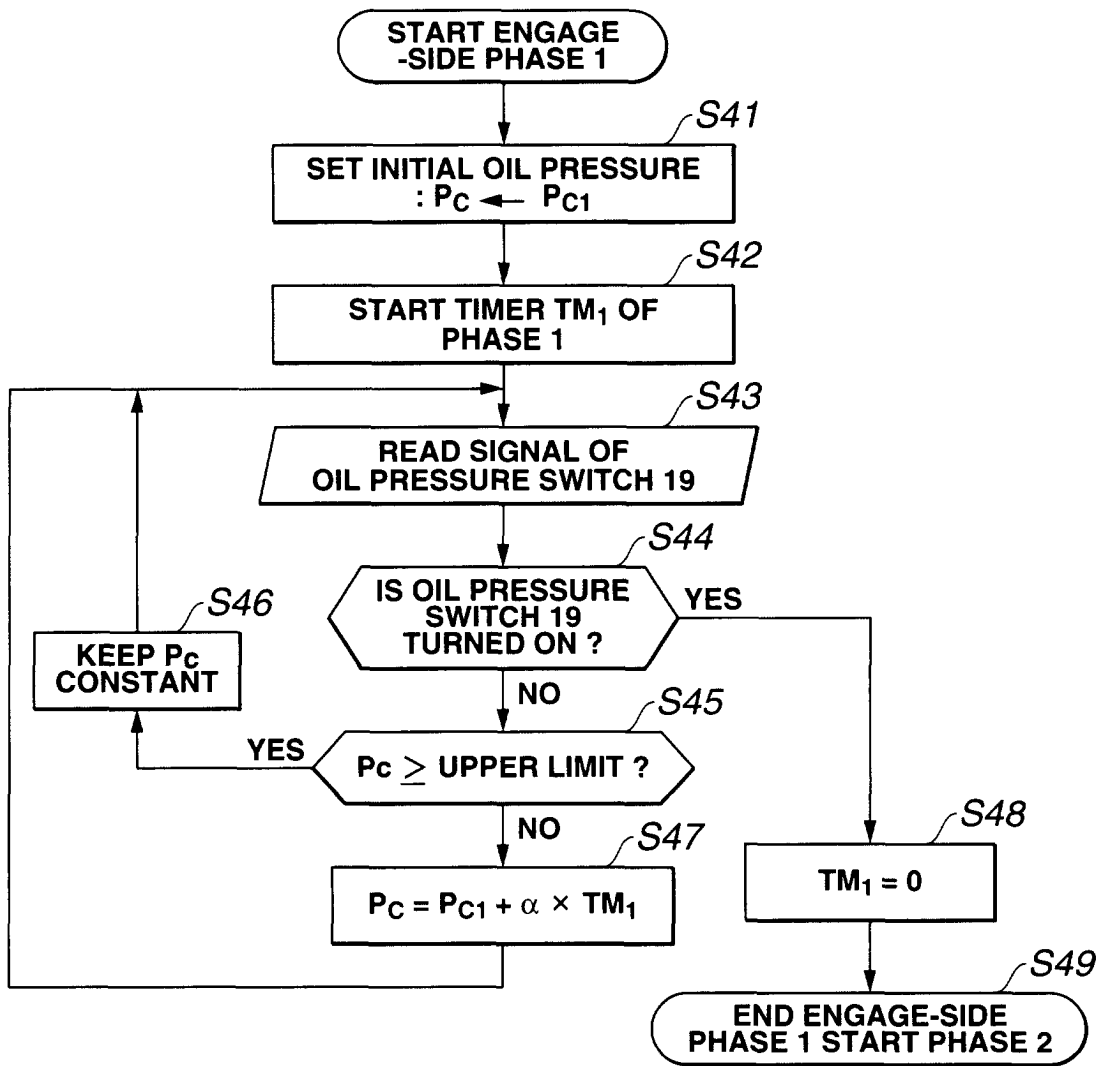 START ENGAGE
-SIDE PHASE 1
S41
SET INITIAL OIL PRESSURE
: PC ← PC1
S42
START TIMER TM1 OF
PHASE 1
S43
READ SIGNAL OF
OIL PRESSURE SWITCH 19
S44
IS OIL PRESSURE
SWITCH 19
TURNED ON ?
YES
NO
S46
KEEP Pc
CONSTANT
S45
YES
Pc ≥ UPPER LIMIT ?
NO
S47
PC = PC1 + α × TM1
S48
TM1 = 0
S49
END ENGAGE-SIDE
PHASE 1 START PHASE 2